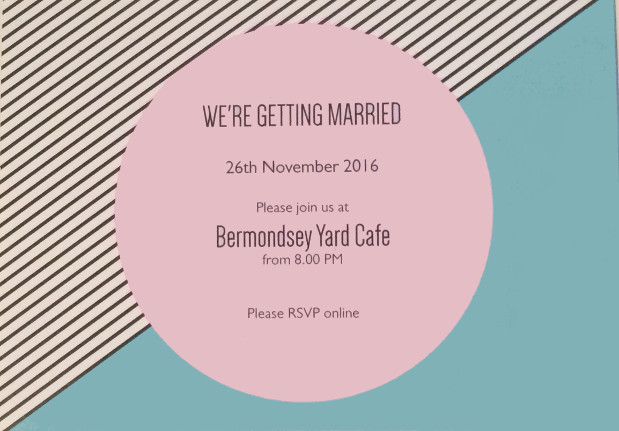 WE'RE GETTING MARRIED
26th November 2016
Please join us at
Bermondsey Yard Cafe
from 8.00 PM
Please RSVP online